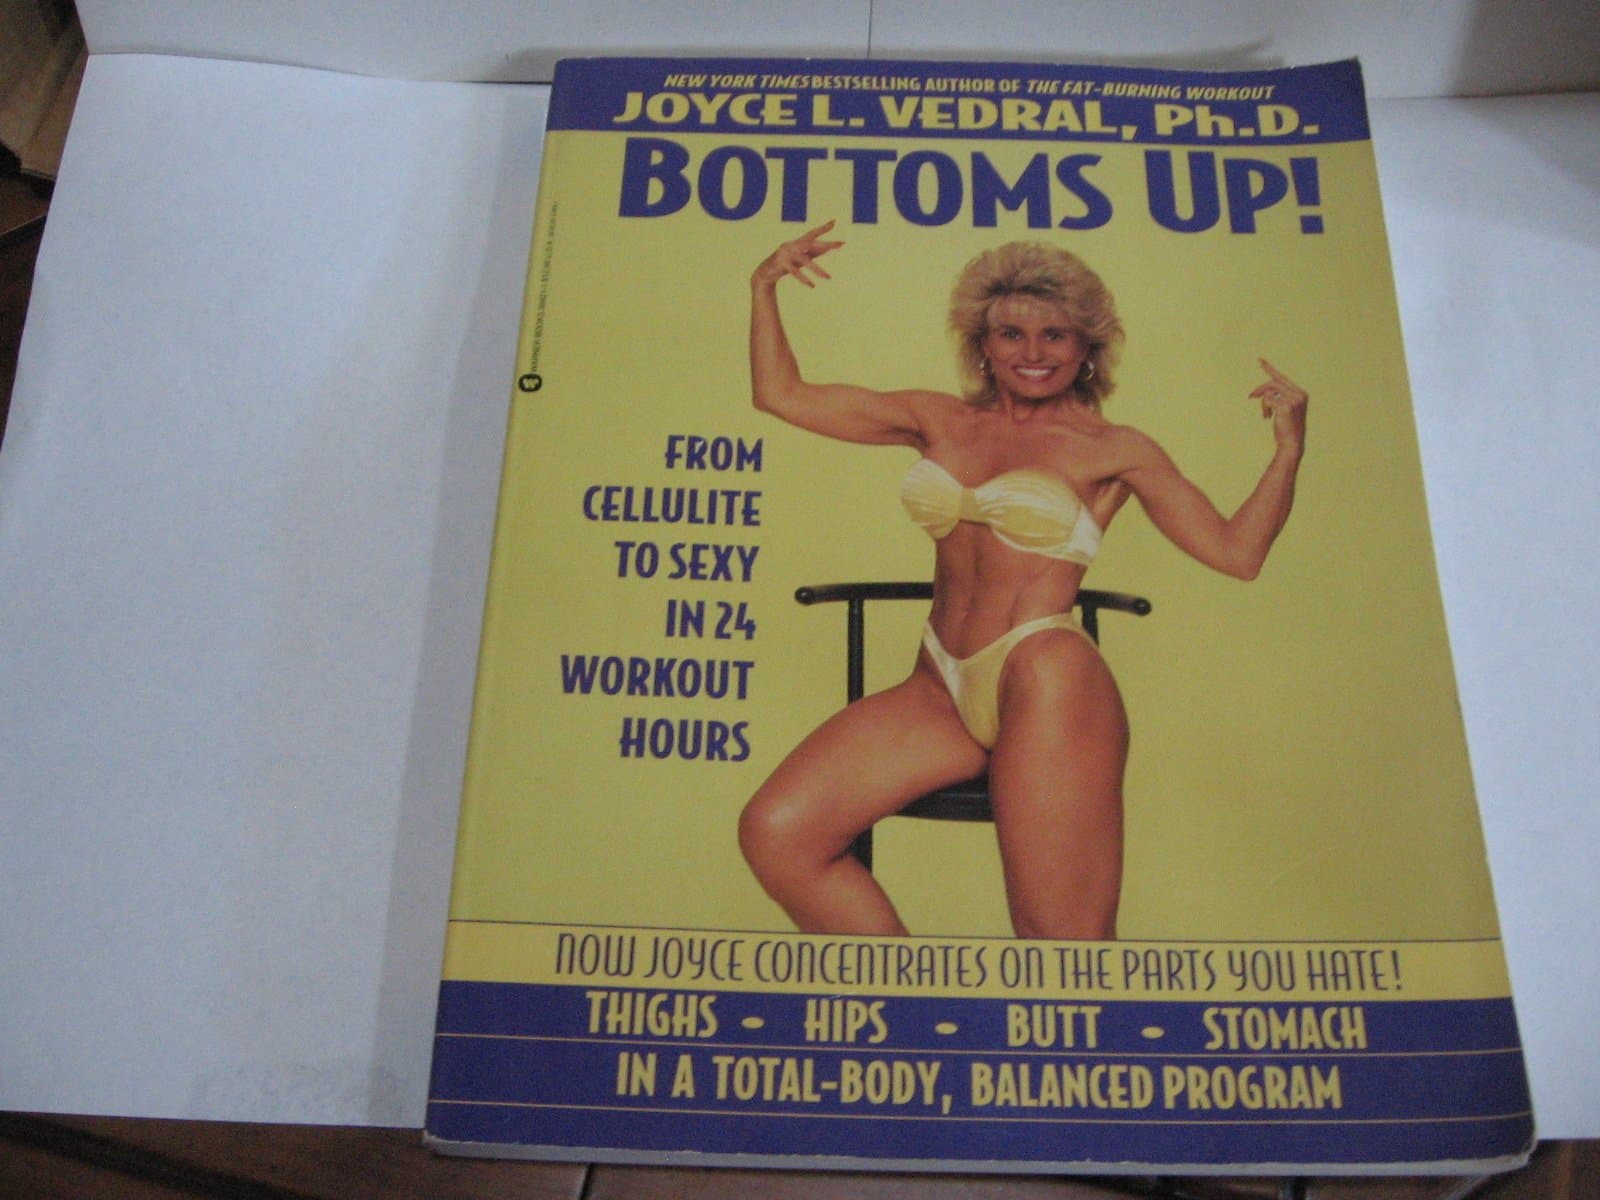 NEW YORK TIMES BESTSELLING AUTHOR OF THE FAT-BURNING WORKOUT
JOYCE L. VEDRAL, Ph.D.
BOTTOMS UP!
FROM
CELLULITE
TO SEXY
IN 24
WORKOUT
HOURS
NOW JOYCE CONCENTRATES ON THE PARTS YOU HATE!
THIGHS • HIPS • BUTT • STOMACH
IN A TOTAL-BODY, BALANCED PROGRAM